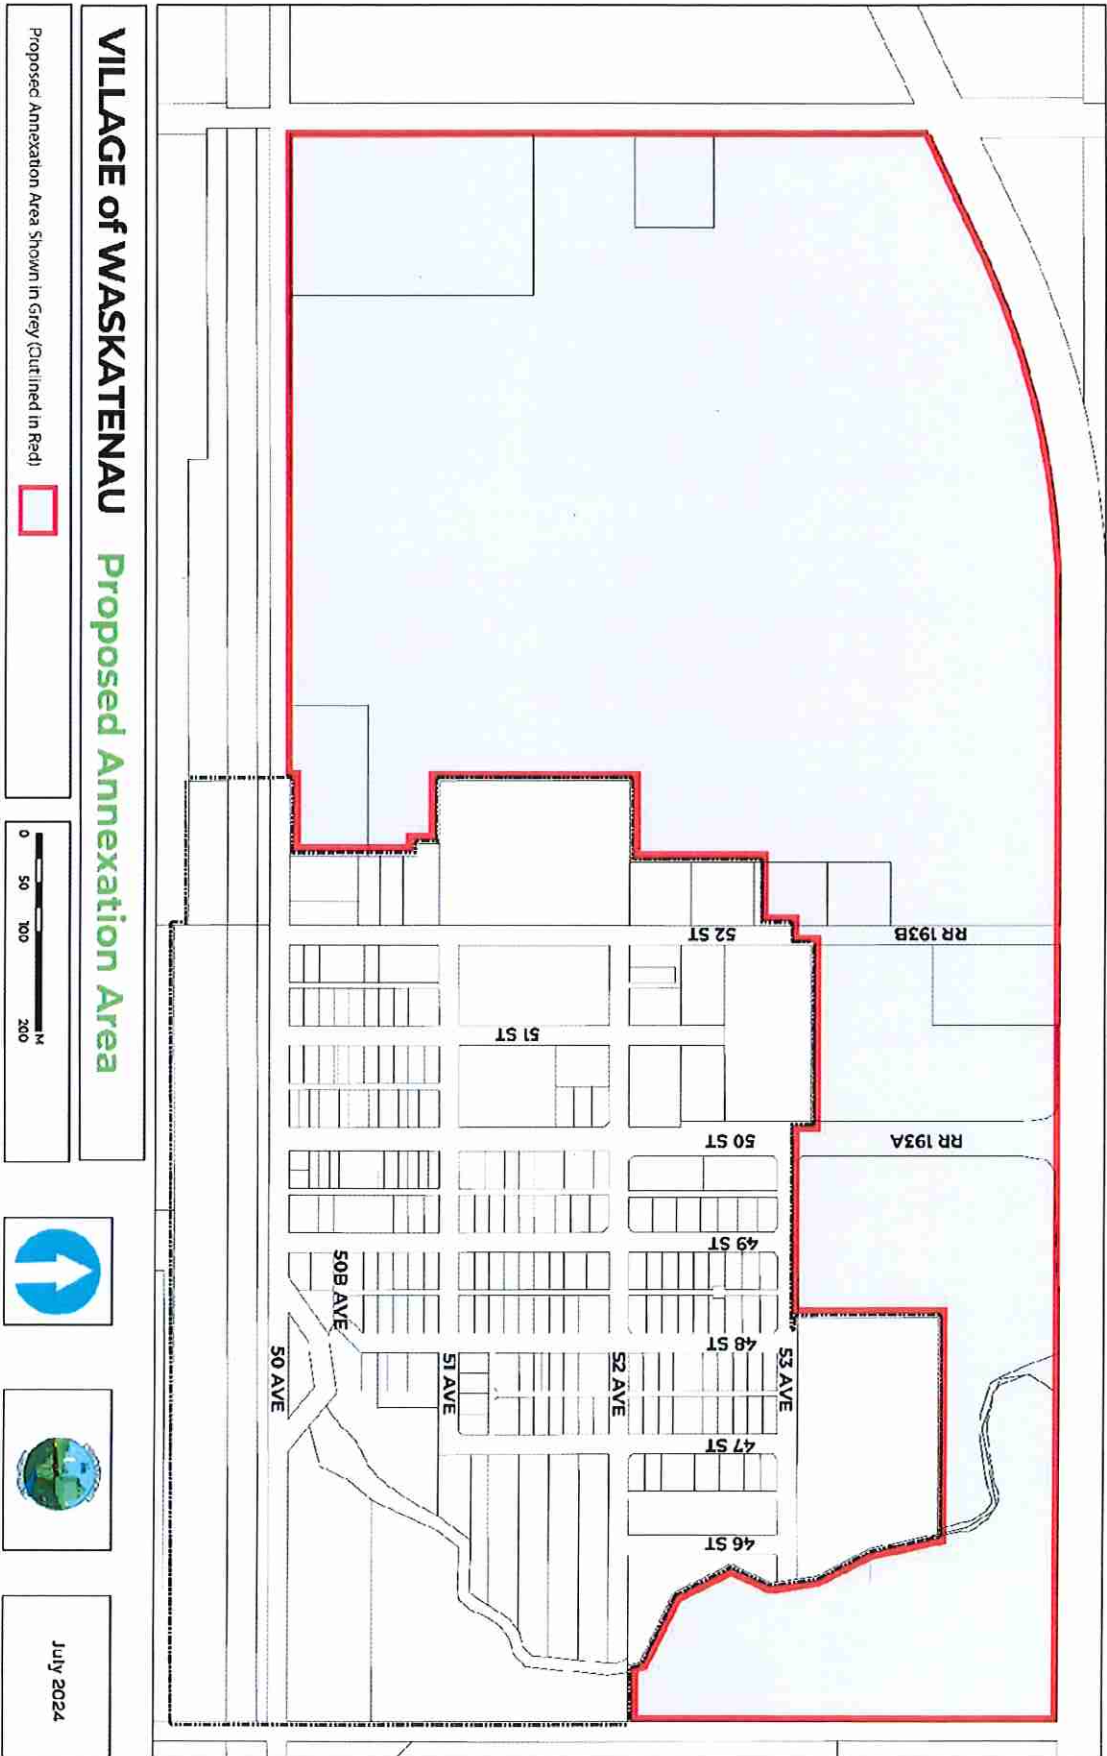 RR 193B
RR 193A
52 ST
51 ST
50 ST
49 ST
48 ST
47 ST
46 ST
53 AVE
52 AVE
51 AVE
50B AVE
50 AVE
VILLAGE of WASKATENAU Proposed Annexation Area
Proposed Annexation Area Shown in Grey (Outlined in Red)
M
0 50 100 200
July 2024